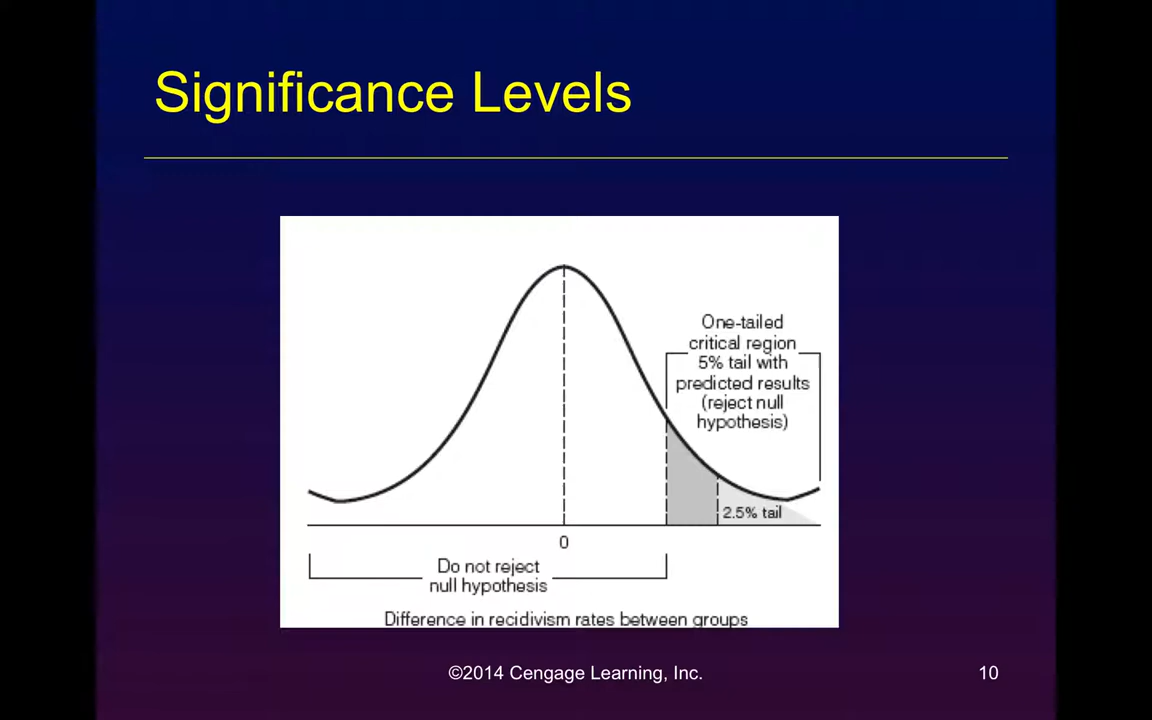 Significance Levels
One-tailed
critical region
5% tail with
predicted results
(reject null
hypothesis)
2.5% tail
0
Do not reject
null hypothesis
Difference in recidivism rates between groups
©2014 Cengage Learning, Inc.
10